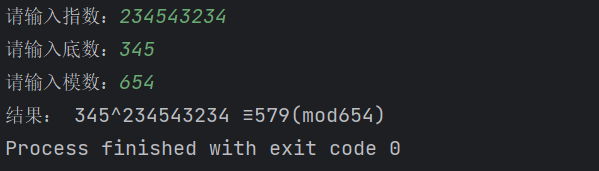 请输入指数：234543234
请输入底数：345
请输入模数：654
结果： 345^234543234 ≡579(mod654)
Process finished with exit code 0